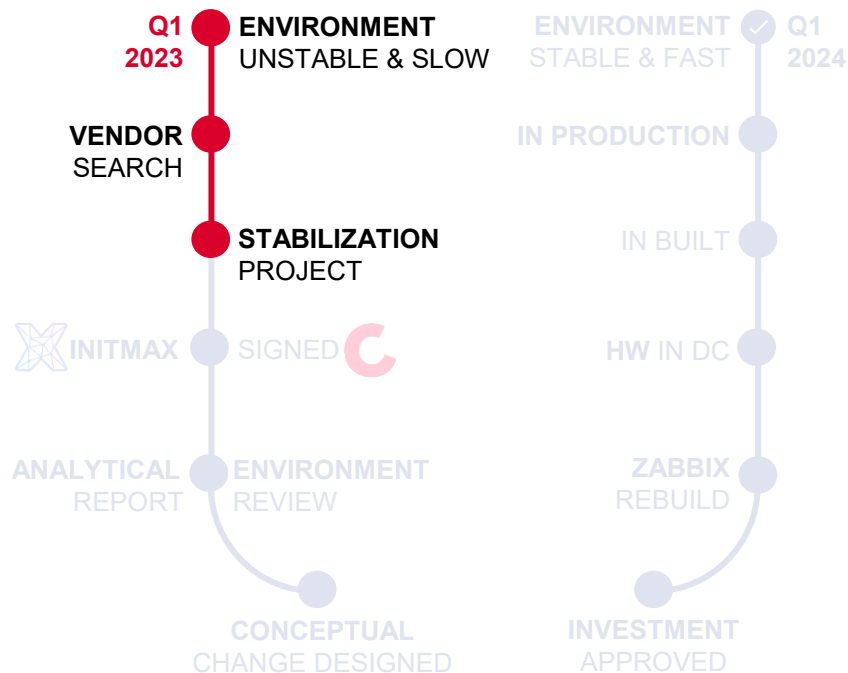 Q1
2023
ENVIRONMENT
UNSTABLE & SLOW
VENDOR
SEARCH
STABILIZATION
PROJECT
INITMAX
SIGNED
ANALYTICAL
REPORT
ENVIRONMENT
REVIEW
CONCEPTUAL
CHANGE DESIGNED
INVESTMENT
APPROVED
ZABBIX
REBUILD
HW IN DC
IN BUILT
IN PRODUCTION
ENVIRONMENT
STABLE & FAST
Q1
2024